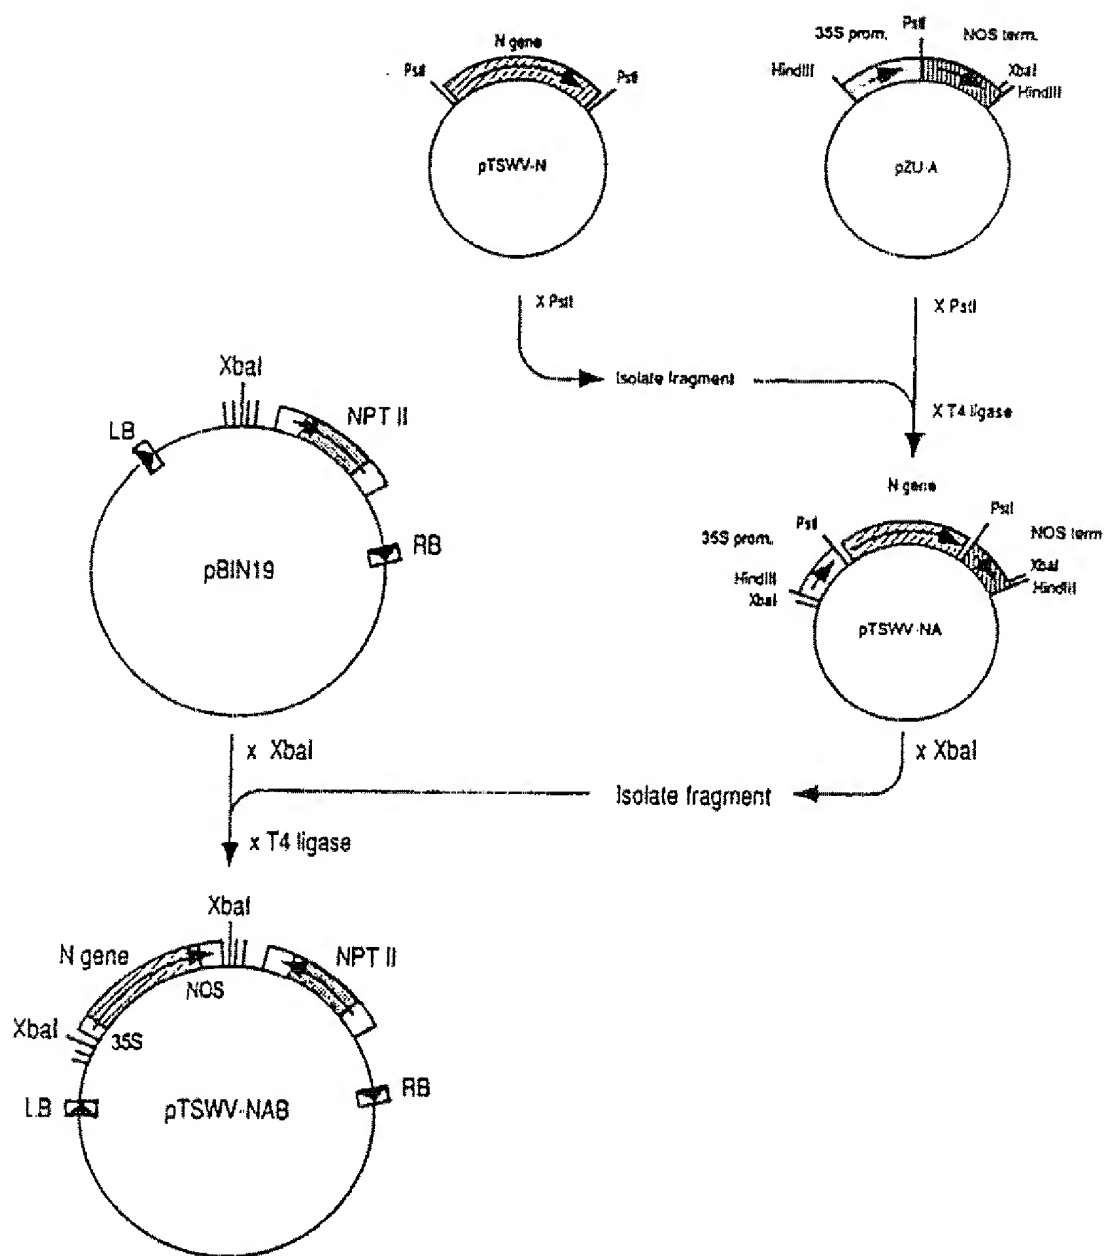 N gene
PstI
PstI
pTSWV-N
35S prom.
PstI
NOS term.
HindIII
XbaI
HindIII
pZU-A
x PstI
x PstI
Isolate fragment
x T4 ligase
XbaI
LB
NPT II
RB
pBIN19
N gene
PstI
PstI
35S prom.
NOS term
HindIII
XbaI
XbaI
HindIII
pTSWV-NA
x XbaI
x XbaI
Isolate fragment
x T4 ligase
XbaI
N gene
NPT II
NOS
XbaI
35S
LB
RB
pTSWV-NAB